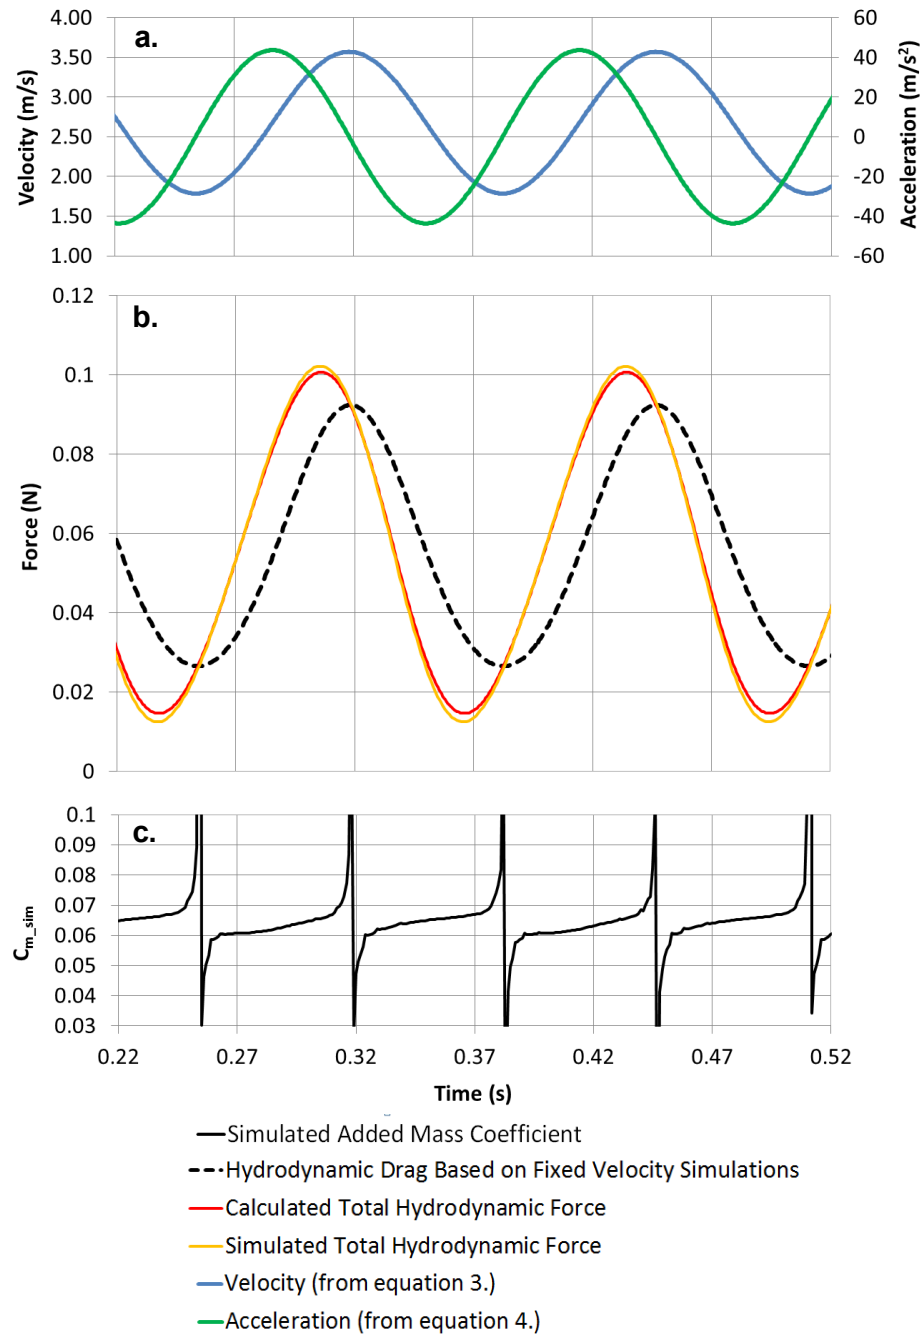 a.
Velocity (m/s)
4.00
3.50
3.00
2.50
2.00
1.50
1.00
60
40
20
0
-20
-40
-60
Acceleration (m/s²)
b.
Force (N)
0.12
0.1
0.08
0.06
0.04
0.02
0
c.
Cm_sim
0.1
0.09
0.08
0.07
0.06
0.05
0.04
0.03
0.22 0.27 0.32 0.37 0.42 0.47 0.52
Time (s)
Simulated Added Mass Coefficient
Hydrodynamic Drag Based on Fixed Velocity Simulations
Calculated Total Hydrodynamic Force
Simulated Total Hydrodynamic Force
Velocity (from equation 3.)
Acceleration (from equation 4.)